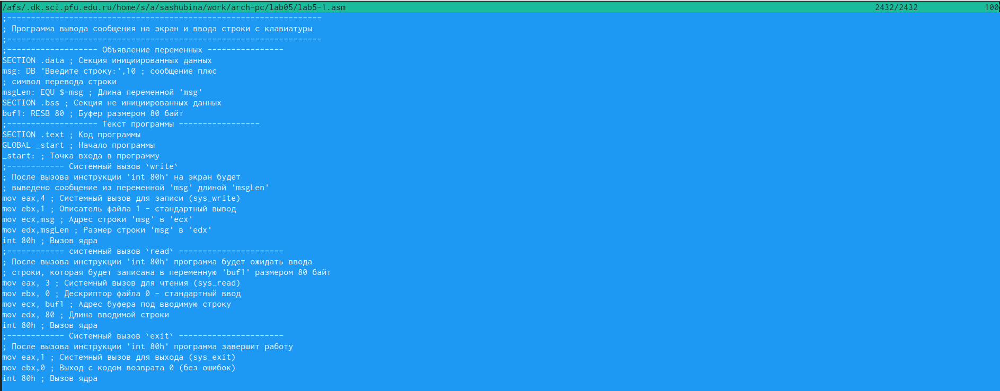 /afs/.dk.sci.pfu.edu.ru/home/s/a/sashubina/work/arch-pc/lab05/lab5-1.asm 2432/2432 100
;------------------------------------------------------------------
; Программа вывода сообщения на экран и ввода строки с клавиатуры
;------------------------------------------------------------------
;------------------- Объявление переменных ----------------
SECTION .data ; Секция инициированных данных
msg: DB 'Введите строку:',10 ; сообщение плюс
; символ перевода строки
msgLen: EQU $-msg ; Длина переменной 'msg'
SECTION .bss ; Секция не инициированных данных
buf1: RESB 80 ; Буфер размером 80 байт
;------------------- Текст программы -----------------
SECTION .text ; Код программы
GLOBAL _start ; Начало программы
_start: ; Точка входа в программу
;------------ Системный вызов `write`
; После вызова инструкции 'int 80h' на экран будет
; выведено сообщение из переменной 'msg' длиной 'msgLen'
mov eax,4 ; Системный вызов для записи (sys_write)
mov ebx,1 ; Описатель файла 1 - стандартный вывод
mov ecx,msg ; Адрес строки 'msg' в 'ecx'
mov edx,msgLen ; Размер строки 'msg' в 'edx'
int 80h ; Вызов ядра
;------------ системный вызов `read` ----------------------
; После вызова инструкции 'int 80h' программа будет ожидать ввода
; строки, которая будет записана в переменную 'buf1' размером 80 байт
mov eax, 3 ; Системный вызов для чтения (sys_read)
mov ebx, 0 ; Дескриптор файла 0 - стандартный ввод
mov ecx, buf1 ; Адрес буфера под вводимую строку
mov edx, 80 ; Длина вводимой строки
int 80h ; Вызов ядра
;------------ Системный вызов `exit` ----------------------
; После вызова инструкции 'int 80h' программа завершит работу
mov eax,1 ; Системный вызов для выхода (sys_exit)
mov ebx,0 ; Выход с кодом возврата 0 (без ошибок)
int 80h ; Вызов ядра